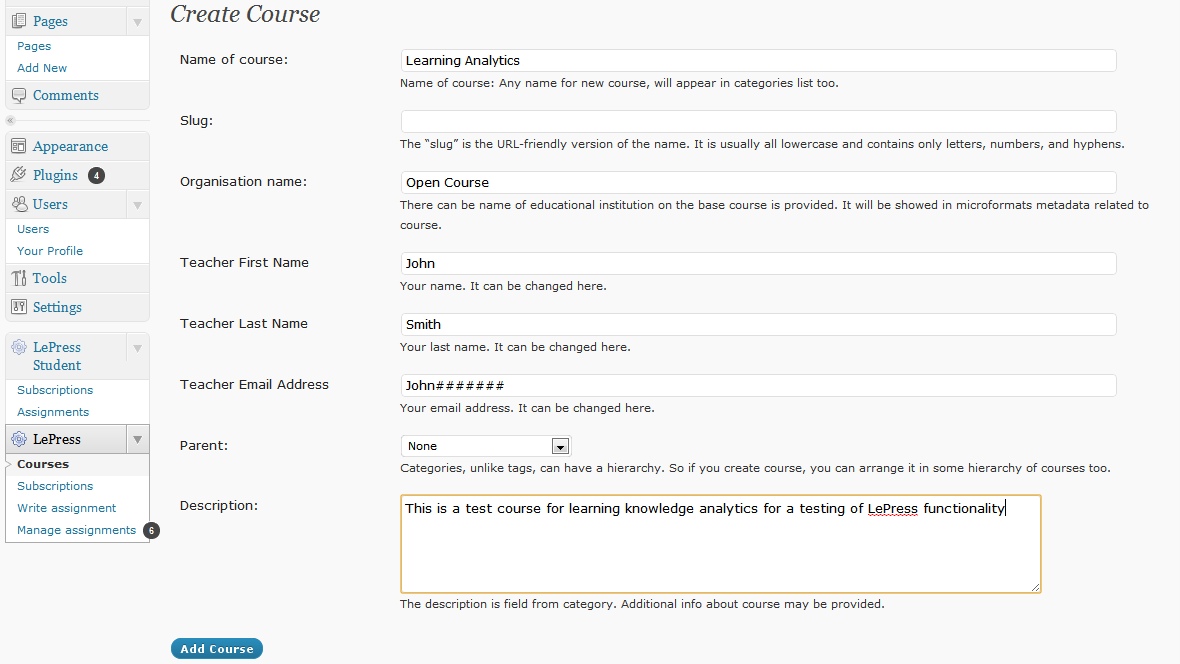 Pages
Pages
Add New
Comments
Appearance
Plugins 4
Users
Users
Your Profile
Tools
Settings
LePress
Student
Subscriptions
Assignments
LePress
Courses
Subscriptions
Write assignment
Manage assignments 6
Create Course
Name of course:
Learning Analytics
Name of course: Any name for new course, will appear in categories list too.
Slug:
The “slug” is the URL-friendly version of the name. It is usually all lowercase and contains only letters, numbers, and hyphens.
Organisation name:
Open Course
There can be name of educational institution on the base course is provided. It will be showed in microformats metadata related to
course.
Teacher First Name
John
Your name. It can be changed here.
Teacher Last Name
Smith
Your last name. It can be changed here.
Teacher Email Address
John#######
Your email address. It can be changed here.
Parent:
None
Categories, unlike tags, can have a hierarchy. So if you create course, you can arrange it in some hierarchy of courses too.
Description:
This is a test course for learning knowledge analytics for a testing of LePress functionality
The description is field from category. Additional info about course may be provided.
Add Course